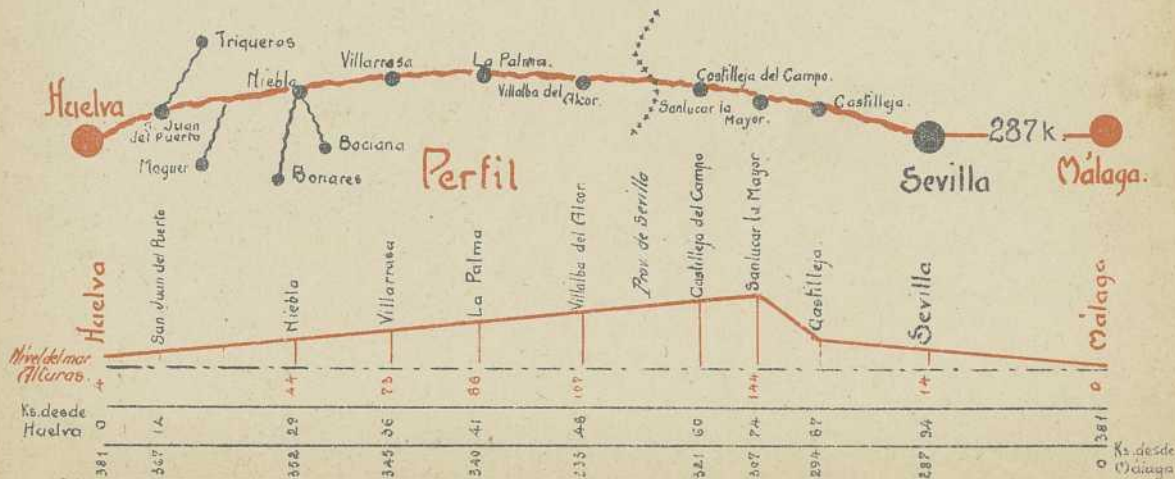 Triqueros
Niebla
Villarrasa
La Palma.
Villalba del
Alcor.
Castilleja del Campo.
Sanlucar la
Mayor.
Castilleja.
Huelva
S. Juan
del Puerto
Moguer
Bociana
Bonares
Perfil
Sevilla
287 k.
Málaga.
Huelva
San Juan del Puerto
Niebla
Villarrasa
La Palma
Villalba del Alcor.
Prov. de Sevilla
Castilleja del Campo
Sanlucar la Mayor
Castilleja.
Sevilla
Málaga
Nivel del mar
Alturas. 4 44 73 88 107 144 14 0
Ks. desde
Huelva 0 14 29 36 41 48 60 74 87 94 381
381 367 352 345 340 233 321 307 294 287 0 Ks. desde
Málaga